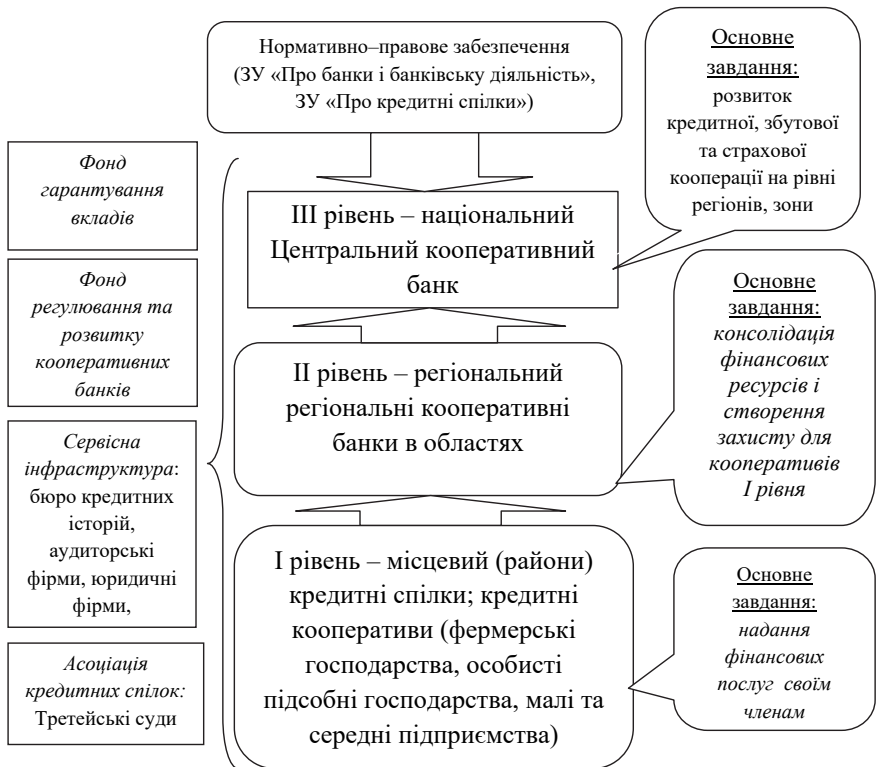 Нормативно–правове забезпечення
(ЗУ «Про банки і банківську діяльність»,
ЗУ «Про кредитні спілки»)
Основне
завдання:
розвиток
кредитної, збутової
та страхової
кооперації на рівні
регіонів, зони
Фонд
гарантування
вкладів
ІІІ рівень – національний
Центральний кооперативний
банк
Фонд
регулювання та
розвитку
кооперативних
банків
ІІ рівень – регіональний
регіональні кооперативні
банки в областях
Основне
завдання:
консолідація
фінансових
ресурсів і
створення
захисту для
кооперативів
І рівня
Сервісна
інфраструктура:
бюро кредитних
історій,
аудиторські
фірми, юридичні
фірми,
І рівень – місцевий (райони)
кредитні спілки; кредитні
кооперативи (фермерські
господарства, особисті
підсобні господарства, малі та
середні підприємства)
Основне
завдання:
надання
фінансових
послуг своїм
членам
Асоціація
кредитних спілок:
Третейські суди